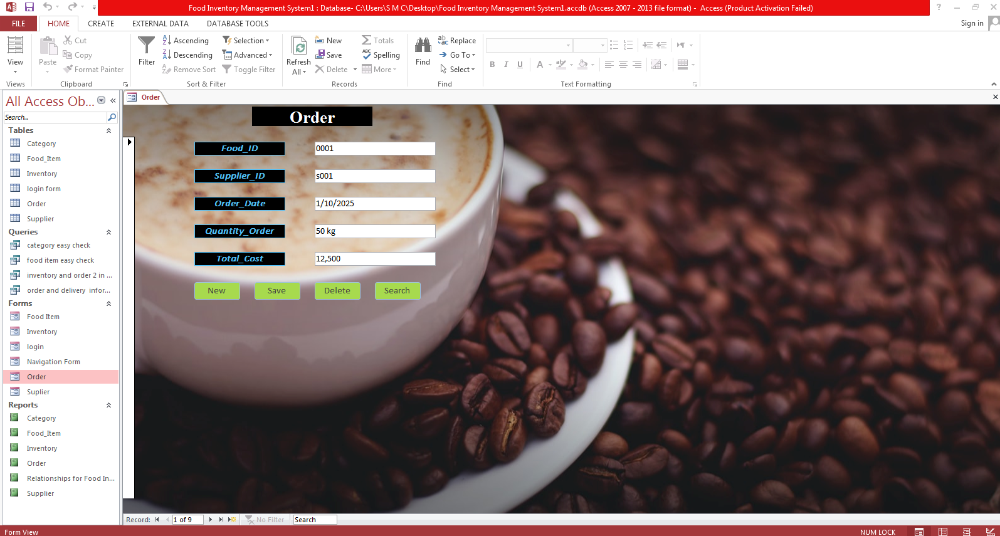 Food Inventory Management System1 : Database- C:\Users\S M C\Desktop\Food Inventory Management System1.accdb (Access 2007 - 2013 file format) - Access (Product Activation Failed)
FILE HOME CREATE EXTERNAL DATA DATABASE TOOLS Sign in
View
Views
Paste
Cut
Copy
Format Painter
Clipboard
Filter
Ascending
Descending
Remove Sort
Selection
Advanced
Toggle Filter
Sort & Filter
Refresh
All
New
Save
Delete
Totals
Spelling
More
Records
Find
Replace
Go To
Select
Find
B I U A
Text Formatting
All Access Ob...
Search...
Tables
Category
Food_Item
Inventory
login form
Order
Supplier
Queries
category easy check
food item easy check
inventory and order 2 in ...
order and delivery infor...
Forms
Food Item
Inventory
login
Navigation Form
Order
Suplier
Reports
Category
Food_Item
Inventory
Order
Relationships for Food In...
Supplier
Order
Order
Food_ID 0001
Supplier_ID s001
Order_Date 1/10/2025
Quantity_Order 50 kg
Total_Cost 12,500
New Save Delete Search
Record: 1 of 9 No Filter Search
Form View NUM LOCK